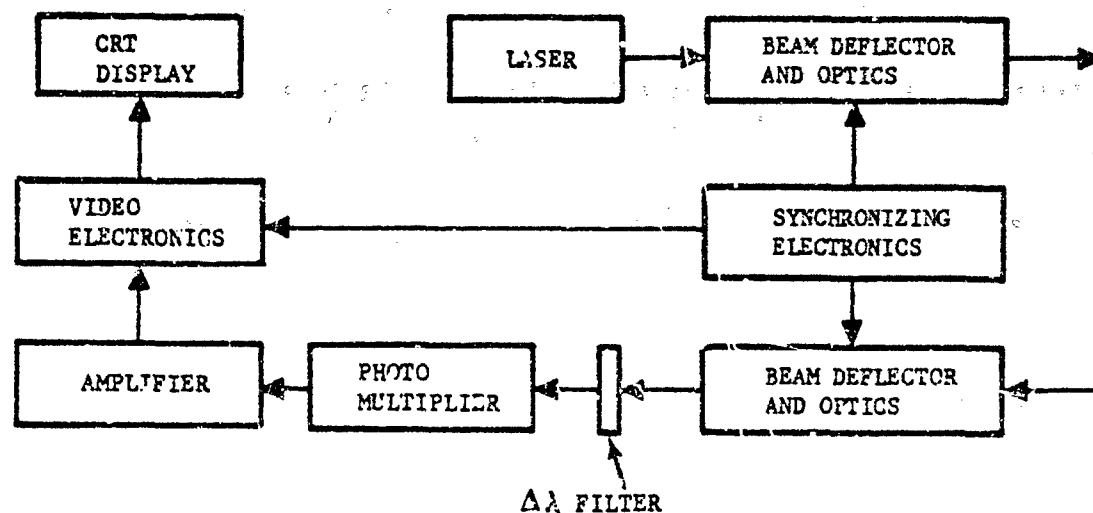 CRT
DISPLAY
LASER
BEAM DEFLECTOR
AND OPTICS
VIDEO
ELECTRONICS
SYNCHRONIZING
ELECTRONICS
AMPLIFIER
PHOTO
MULTIPLIER
BEAM DEFLECTOR
AND OPTICS
Δλ FILTER